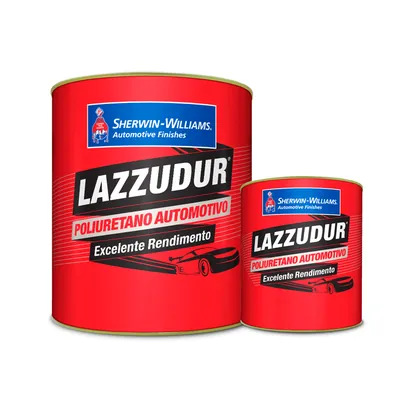 SHERWIN-WILLIAMS.
Automotive Finishes
LAZZUDUR®
POLIURETANO AUTOMOTIVO
Excelente Rendimento
SHERWIN-WILLIAMS.
Automotive Finishes
LAZZUDUR®
POLIURETANO AUTOMOTIVO
Excelente Rendimento